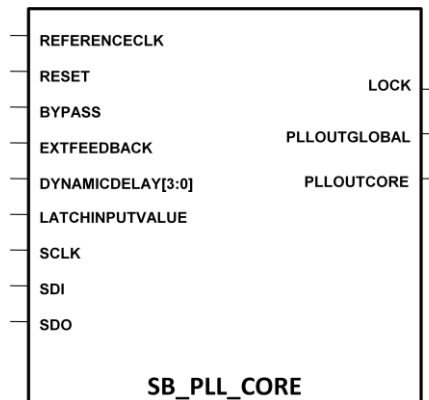 REFERENCECLK
RESET
BYPASS
EXTFEEDBACK
DYNAMICDELAY[3:0]
LATCHINPUTVALUE
SCLK
SDI
SDO
LOCK
PLLOUTGLOBAL
PLLOUTCORE
SB_PLL_CORE